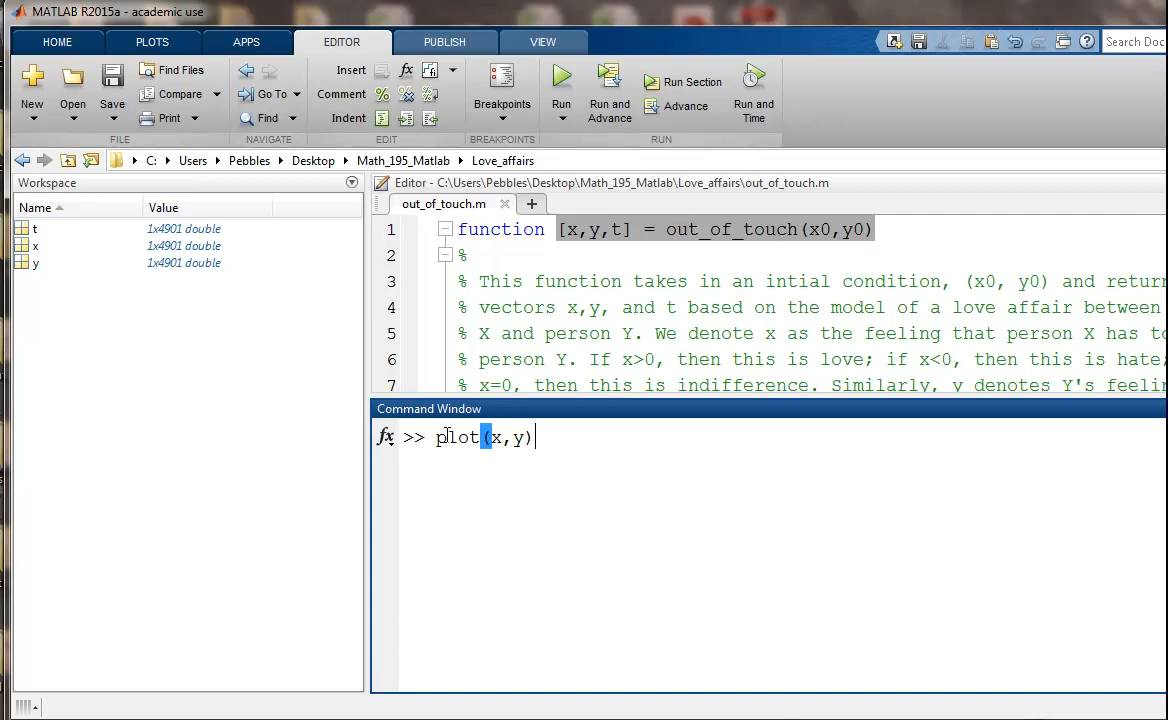 MATLAB R2015a - academic use
HOME PLOTS APPS EDITOR PUBLISH VIEW
Search Doc
New Open Save Find Files Compare Print
Go To Find
Insert Comment Indent
Breakpoints Run Run and Advance Run Section Advance Run and Time
FILE NAVIGATE EDIT BREAKPOINTS RUN
C: Users Pebbles Desktop Math_195_Matlab Love_affairs
Workspace
Name Value
t 1x4901 double
x 1x4901 double
y 1x4901 double
Editor - C:\Users\Pebbles\Desktop\Math_195_Matlab\Love_affairs\out_of_touch.m
out_of_touch.m
1 function [x,y,t] = out_of_touch(x0,y0)
2 %
3 % This function takes in an intial condition, (x0, y0) and retur
4 % vectors x,y, and t based on the model of a love affair between
5 % X and person Y. We denote x as the feeling that person X has to
6 % person Y. If x>0, then this is love; if x<0, then this is hate;
7 % x=0, then this is indifference. Similarly, y denotes Y's feelin
Command Window
fx >> plot(x,y)